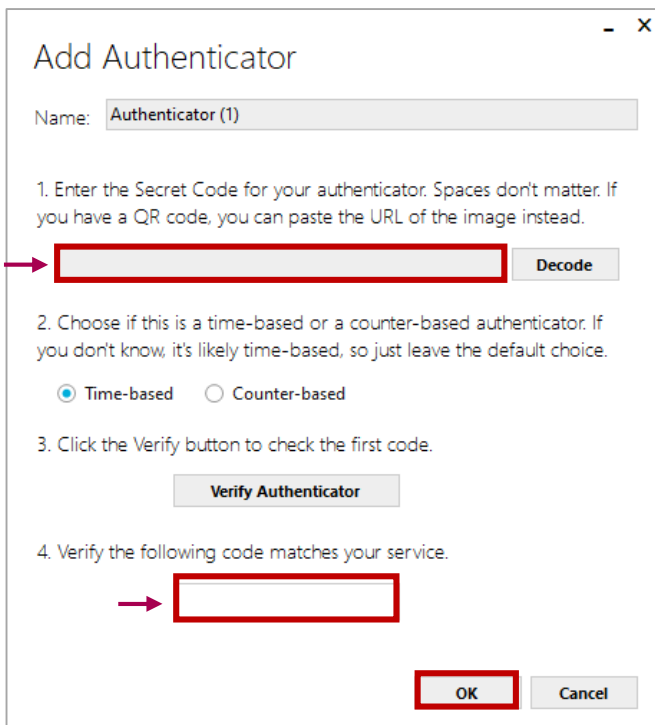 Add Authenticator
Name: Authenticator (1)
1. Enter the Secret Code for your authenticator. Spaces don't matter. If
you have a QR code, you can paste the URL of the image instead.
Decode
2. Choose if this is a time-based or a counter-based authenticator. If
you don't know, it's likely time-based, so just leave the default choice.
Time-based Counter-based
3. Click the Verify button to check the first code.
Verify Authenticator
4. Verify the following code matches your service.
OK Cancel